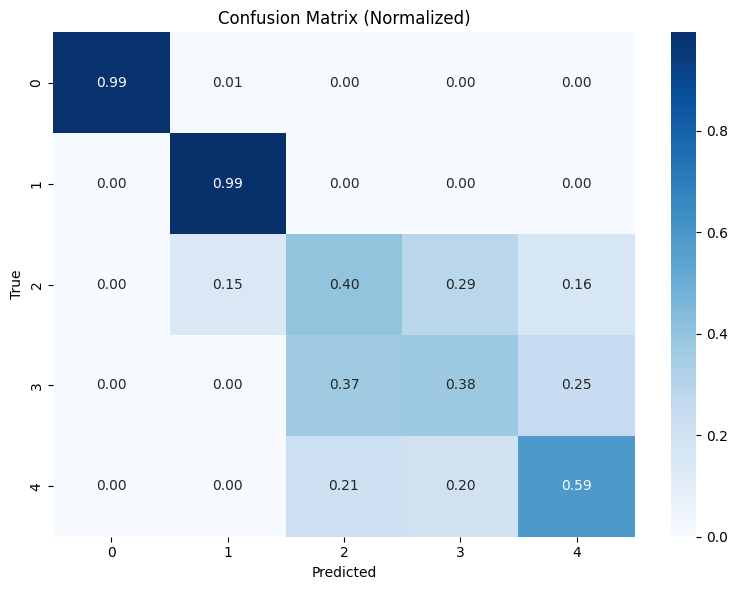 Confusion Matrix (Normalized)
True
0 0.99 0.01 0.00 0.00 0.00
1 0.00 0.99 0.00 0.00 0.00
2 0.00 0.15 0.40 0.29 0.16
3 0.00 0.00 0.37 0.38 0.25
4 0.00 0.00 0.21 0.20 0.59
0 1 2 3 4
Predicted
0.8
0.6
0.4
0.2
0.0